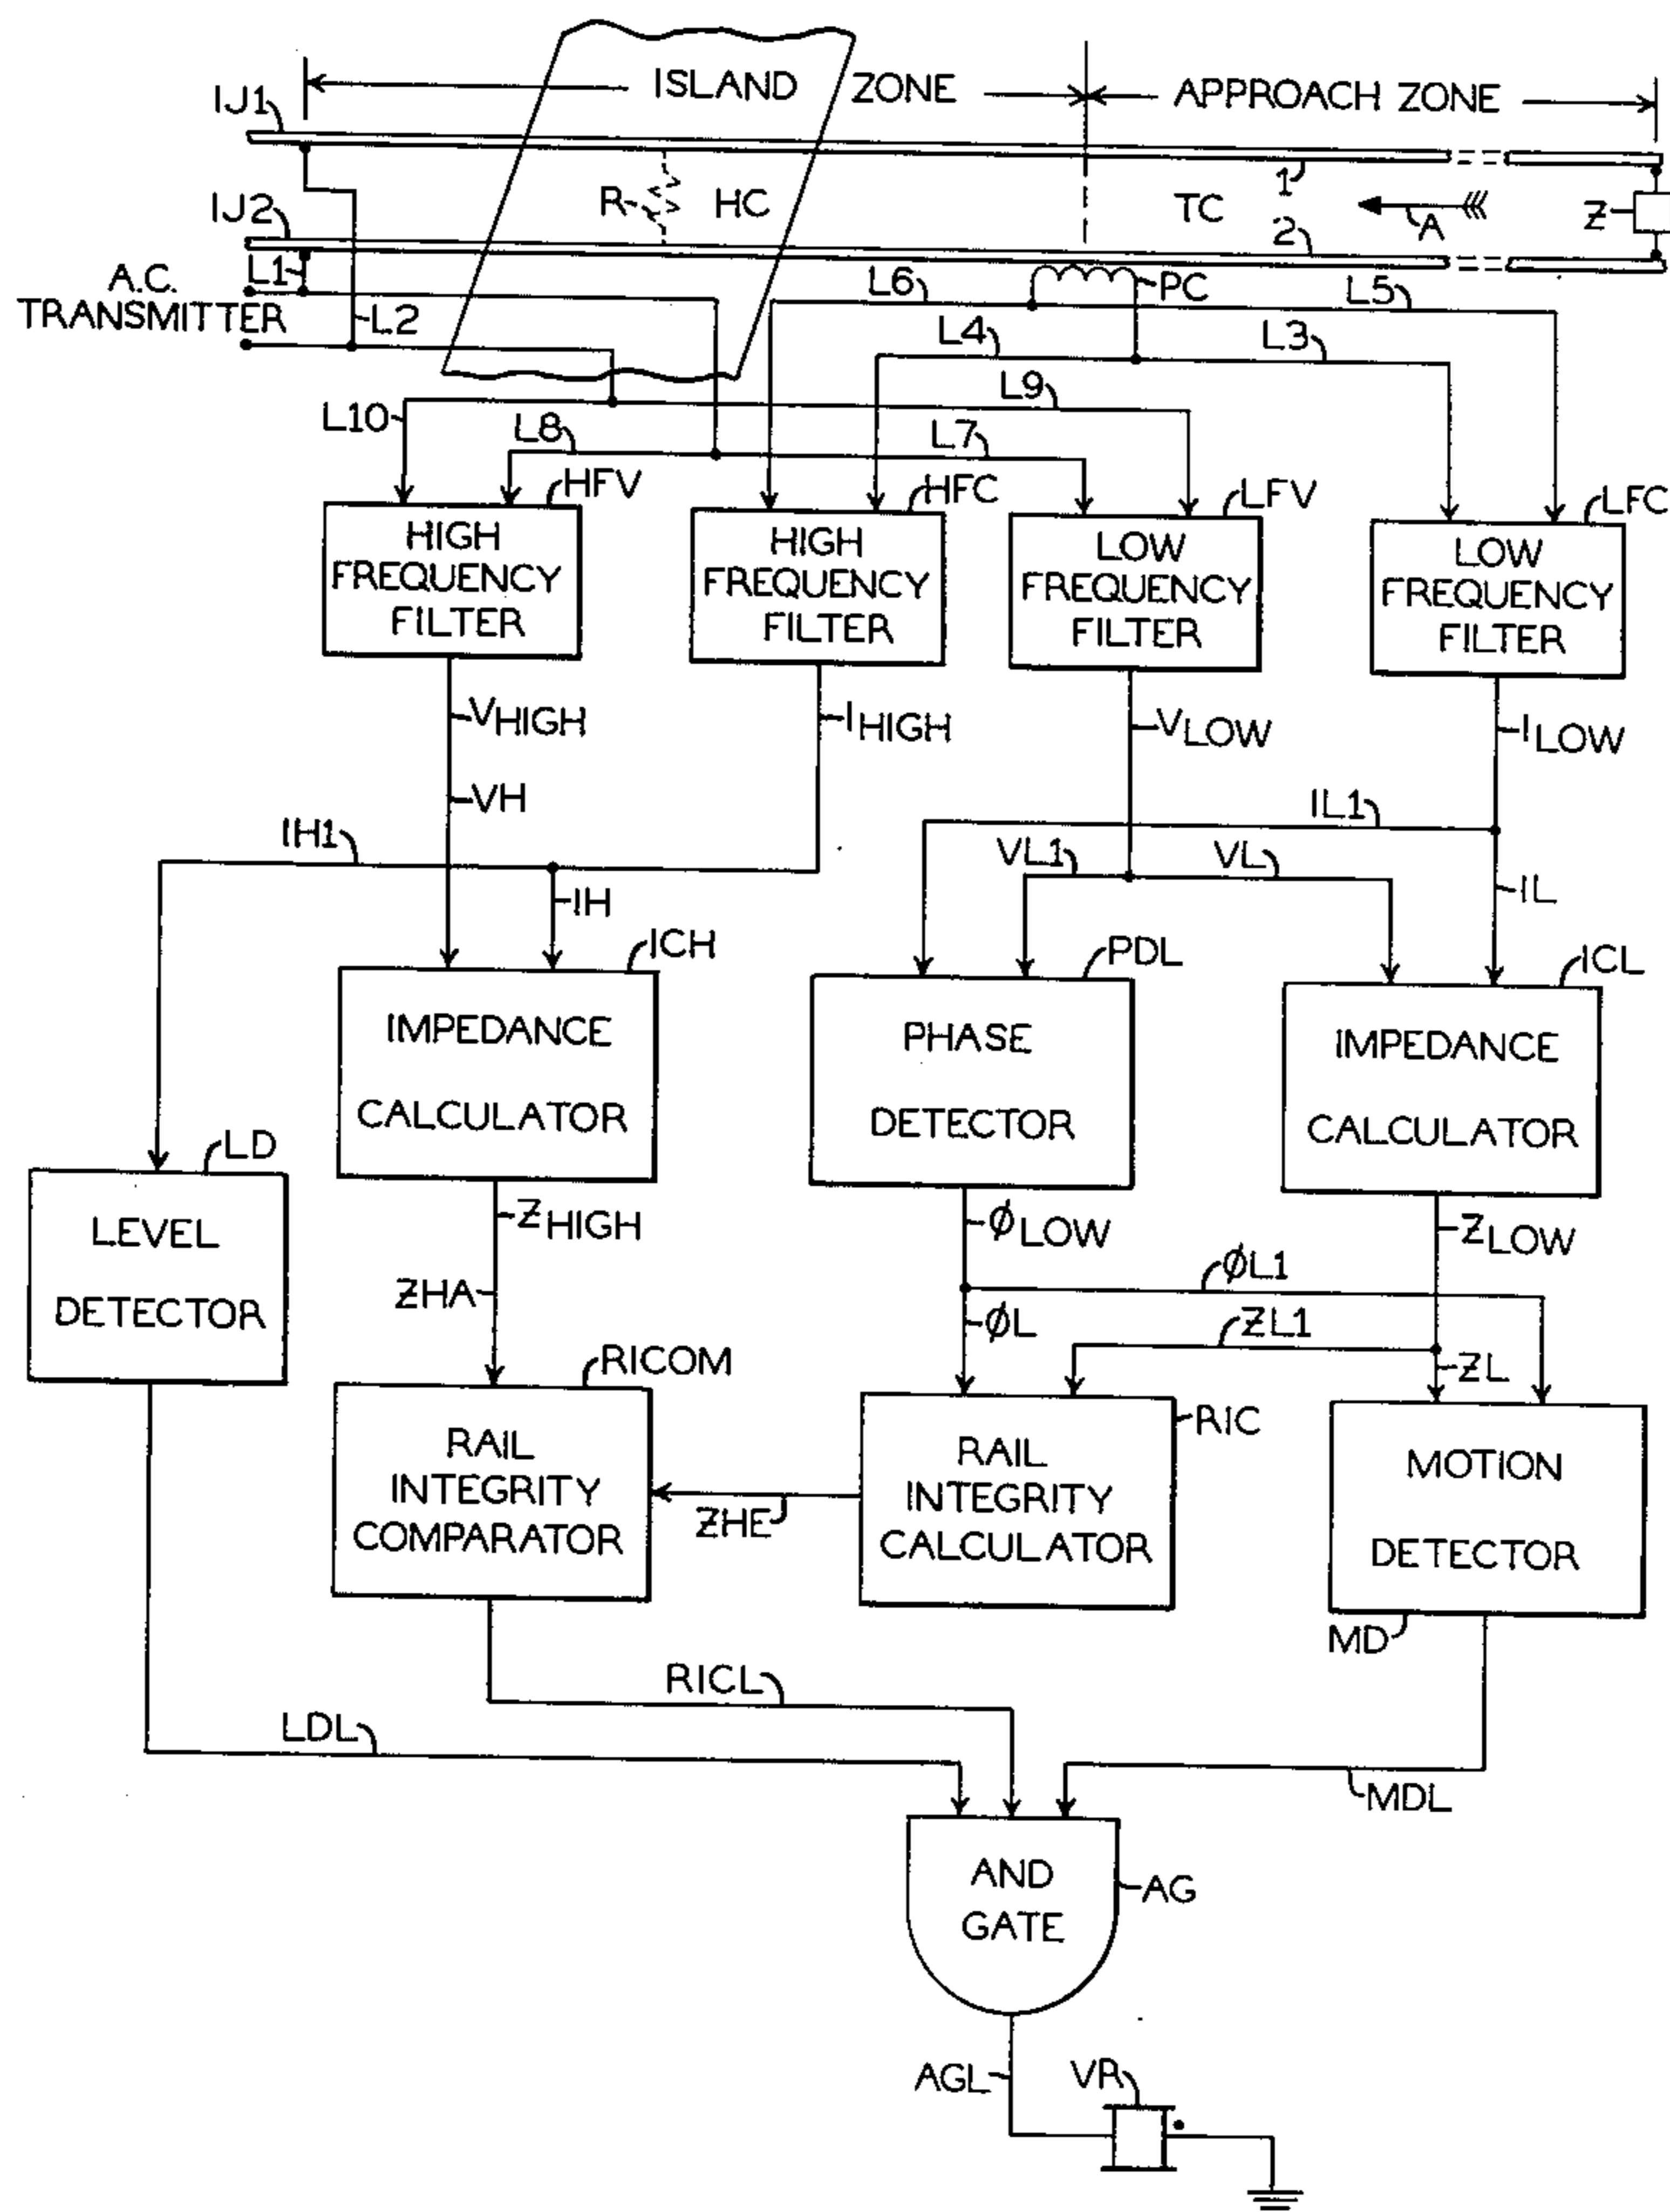 ISLAND ZONE
APPROACH ZONE
IJ1
1
R
HC
TC
A
Z
IJ2
2
L1
A.C.
TRANSMITTER
L2
L6
PC
L5
L4
L3
L10
L9
L8
L7
HFV
HFC
LFV
LFC
HIGH
FREQUENCY
FILTER
HIGH
FREQUENCY
FILTER
LOW
FREQUENCY
FILTER
LOW
FREQUENCY
FILTER
VHIGH
IHIGH
VLOW
ILOW
VH
IL1
IH1
VL1
VL
IL
IH
ICH
PDL
ICL
IMPEDANCE
CALCULATOR
PHASE
DETECTOR
IMPEDANCE
CALCULATOR
LD
LEVEL
DETECTOR
ZHIGH
ØLOW
ZLOW
ZHA
ØL1
ØL
ZL1
ZL
RICOM
RIC
RAIL
INTEGRITY
COMPARATOR
ZHE
RAIL
INTEGRITY
CALCULATOR
MOTION
DETECTOR
MD
RICL
LDL
MDL
AND
GATE
AG
AGL
VR